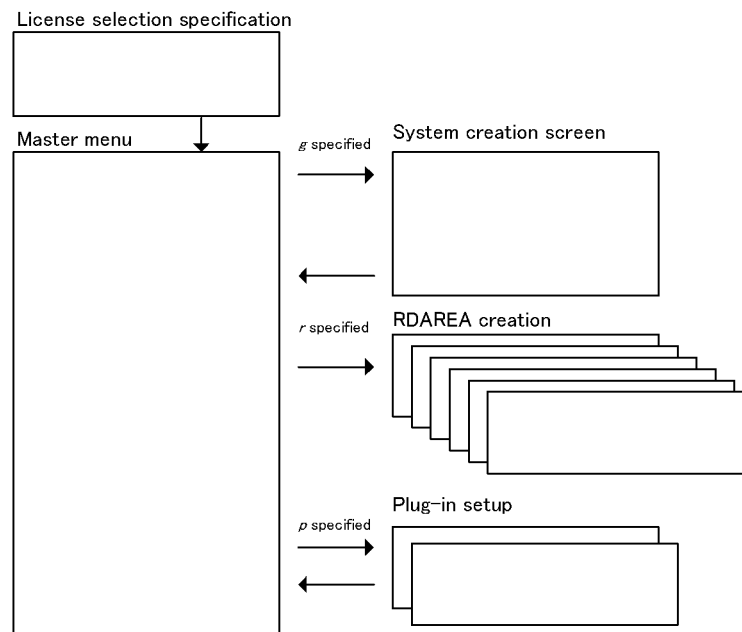 License selection specification
Master menu
g specified
System creation screen
r specified
RDAREA creation
p specified
Plug-in setup